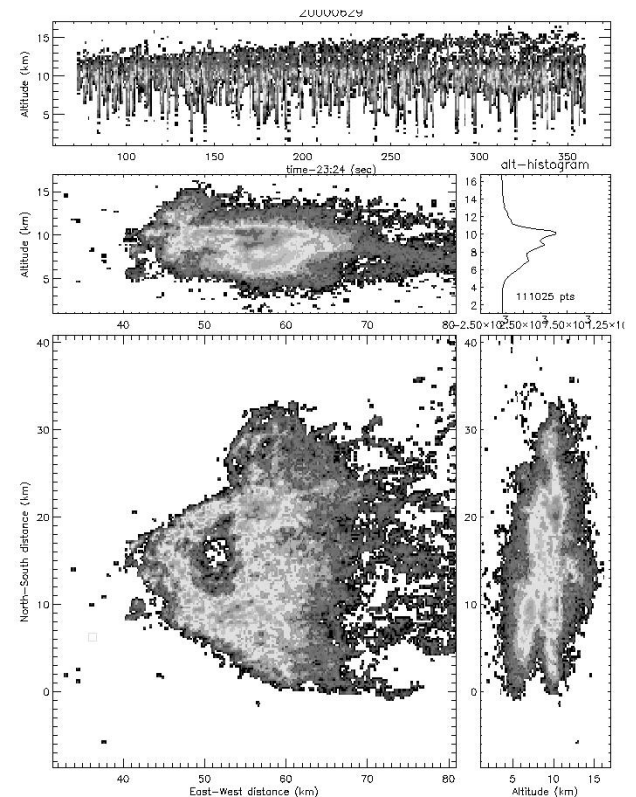 20000629
15
10
5
Altitude (km)
100 150 200 250 300 350
time-23:24 (sec)
alt-histogram
15
10
5
Altitude (km)
40 50 60 70 80
16
14
12
10
8
6
4
2
111025 pts
40
30
20
10
0
North-South distance (km)
40 50 60 70 80
East-West distance (km)
40
30
20
10
0
5 10 15
Altitude (km)